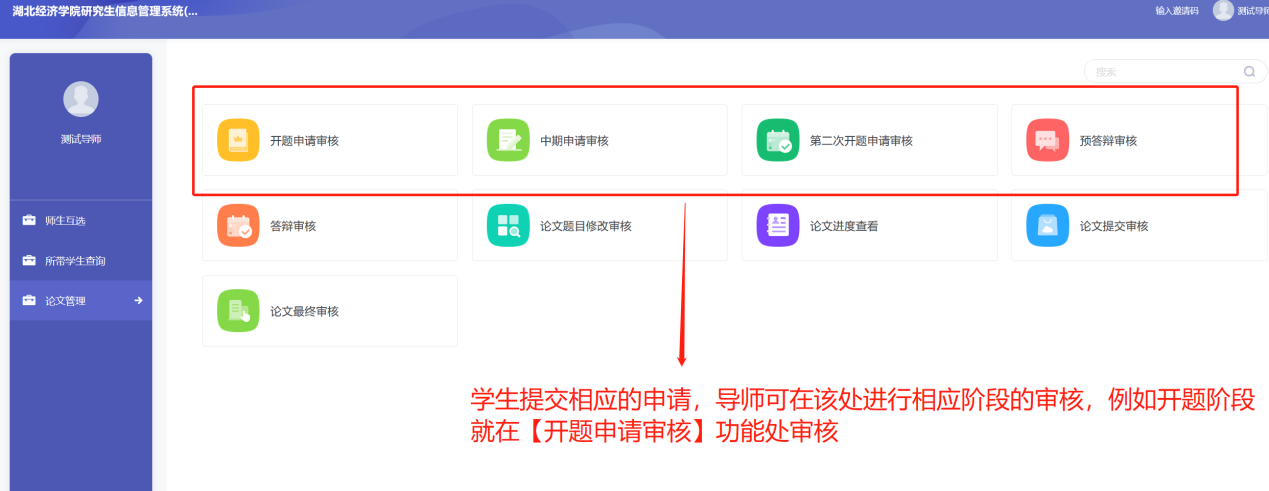 湖北经济学院研究生信息管理系统(...
输入邀请码
测试导师
搜索
测试导师
师生互选
所带学生查询
论文管理
开题申请审核
中期申请审核
第二次开题申请审核
预答辩审核
答辩审核
论文题目修改审核
论文进度查看
论文提交审核
论文最终审核
学生提交相应的申请，导师可在该处进行相应阶段的审核，例如开题阶段
就在【开题申请审核】功能处审核